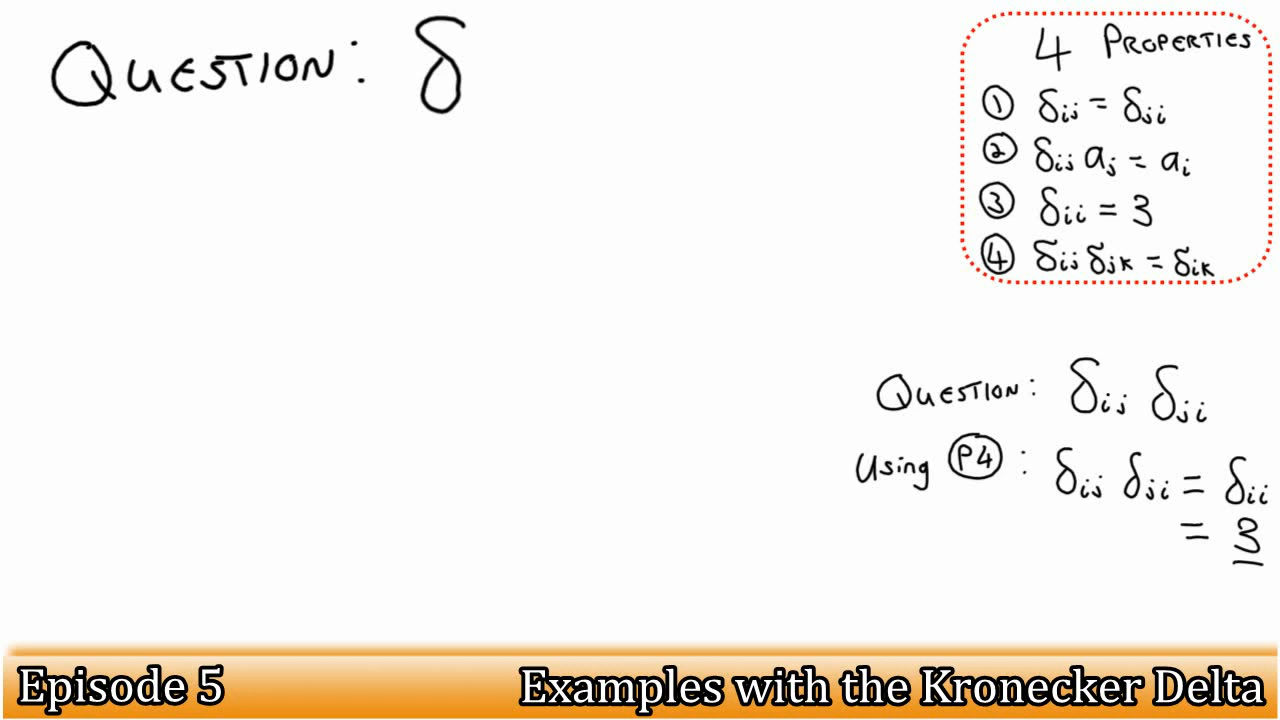 QUESTION: δ
4 PROPERTIES
① δij = δji
② δij aj = ai
③ δii = 3
④ δij δjk = δik
QUESTION: δij δji
Using P4 : δij δji = δii
= 3
Episode 5
Examples with the Kronecker Delta